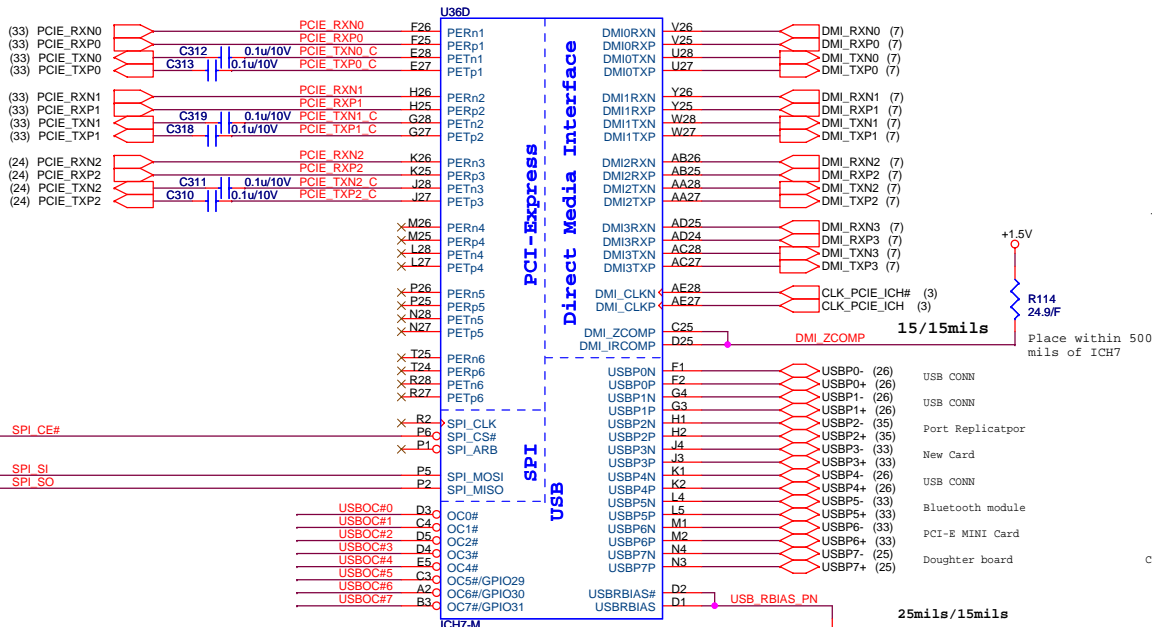 U36D
(33) PCIE_RXN0 PCIE_RXN0 F26 PERn1 DMI0RXN V26 DMI_RXN0 (7)
(33) PCIE_RXP0 PCIE_RXP0 F25 PERp1 DMI0RXP V25 DMI_RXP0 (7)
(33) PCIE_TXN0 C312 0.1u/10V PCIE_TXN0_C E28 PETn1 DMI0TXN U28 DMI_TXN0 (7)
(33) PCIE_TXP0 C313 0.1u/10V PCIE_TXP0_C E27 PETp1 DMI0TXP U27 DMI_TXP0 (7)
(33) PCIE_RXN1 PCIE_RXN1 H26 PERn2 DMI1RXN Y26 DMI_RXN1 (7)
(33) PCIE_RXP1 PCIE_RXP1 H25 PERp2 DMI1RXP Y25 DMI_RXP1 (7)
(33) PCIE_TXN1 C319 0.1u/10V PCIE_TXN1_C G28 PETn2 DMI1TXN W28 DMI_TXN1 (7)
(33) PCIE_TXP1 C318 0.1u/10V PCIE_TXP1_C G27 PETp2 DMI1TXP W27 DMI_TXP1 (7)
(24) PCIE_RXN2 PCIE_RXN2 K26 PERn3 DMI2RXN AB26 DMI_RXN2 (7)
(24) PCIE_RXP2 PCIE_RXP2 K25 PERp3 DMI2RXP AB25 DMI_RXP2 (7)
(24) PCIE_TXN2 C311 0.1u/10V PCIE_TXN2_C J28 PETn3 DMI2TXN AA28 DMI_TXN2 (7)
(24) PCIE_TXP2 C310 0.1u/10V PCIE_TXP2_C J27 PETp3 DMI2TXP AA27 DMI_TXP2 (7)
M26 PERn4 DMI3RXN AD25 DMI_RXN3 (7)
M25 PERp4 DMI3RXP AD24 DMI_RXP3 (7)
L28 PETn4 DMI3TXN AC28 DMI_TXN3 (7)
L27 PETp4 DMI3TXP AC27 DMI_TXP3 (7)
PCI-Express
Direct Media Interface
+1.5V
P26 PERn5 DMI_CLKN AE28 CLK_PCIE_ICH# (3)
P25 PERp5 DMI_CLKP AE27 CLK_PCIE_ICH (3)
R114
24.9/F
N28 PETn5
N27 PETp5 DMI_ZCOMP C25 15/15mils
DMI_IRCOMP D25 DMI_ZCOMP
Place within 500
mils of ICH7
T25 PERn6
T24 PERp6 USBP0N F1 USBP0- (26)
R28 PETn6 USBP0P F2 USBP0+ (26) USB CONN
R27 PETp6 USBP1N G4 USBP1- (26)
USBP1P G3 USBP1+ (26) USB CONN
R2 SPI_CLK USBP2N H1 USBP2- (35)
SPI_CE# P6 SPI_CS# USBP2P H2 USBP2+ (35) Port Replicatpor
P1 SPI_ARB USBP3N J4 USBP3- (33)
USBP3P J3 USBP3+ (33) New Card
SPI
SPI_SI P5 SPI_MOSI USBP4N K1 USBP4- (26)
SPI_SO P2 SPI_MISO USBP4P K2 USBP4+ (26) USB CONN
USB
USBP5N L4 USBP5- (33)
USBOC#0 D3 OC0# USBP5P L5 USBP5+ (33) Bluetooth module
USBOC#1 C4 OC1# USBP6N M1 USBP6- (33)
USBOC#2 D5 OC2# USBP6P M2 USBP6+ (33) PCI-E MINI Card
USBOC#3 D4 OC3# USBP7N N4 USBP7- (25)
USBOC#4 E5 OC4# USBP7P N3 USBP7+ (25) Doughter board C
USBOC#5 C3 OC5#/GPIO29
USBOC#6 A2 OC6#/GPIO30 USBRBIAS# D2
USBOC#7 B3 OC7#/GPIO31 USBRBIAS D1 USB_RBIAS_PN
25mils/15mils
ICH7-M